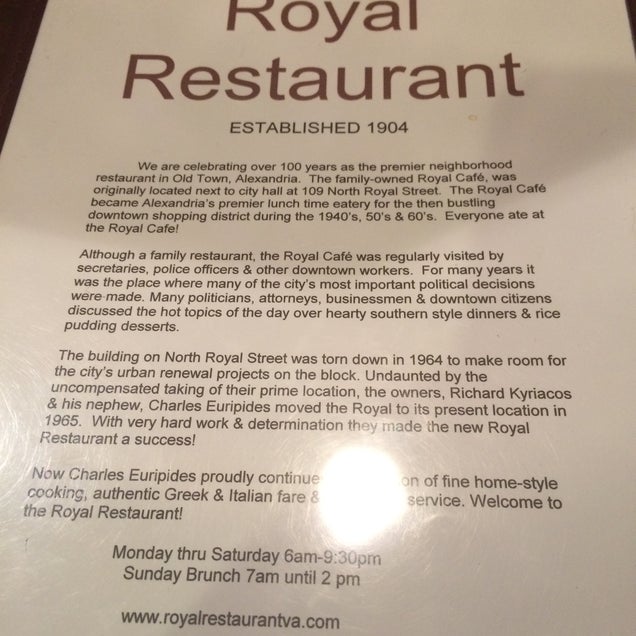 Royal
Restaurant
ESTABLISHED 1904
We are celebrating over 100 years as the premier neighborhood
restaurant in Old Town, Alexandria. The family-owned Royal Café, was
originally located next to city hall at 109 North Royal Street. The Royal Café
became Alexandria's premier lunch time eatery for the then bustling
downtown shopping district during the 1940's, 50's & 60's. Everyone ate at
the Royal Cafe!
Although a family restaurant, the Royal Café was regularly visited by
secretaries, police officers & other downtown workers. For many years it
was the place where many of the city's most important political decisions
were made. Many politicians, attorneys, businessmen & downtown citizens
discussed the hot topics of the day over hearty southern style dinners & rice
pudding desserts.
The building on North Royal Street was torn down in 1964 to make room for
the city's urban renewal projects on the block. Undaunted by the
uncompensated taking of their prime location, the owners, Richard Kyriacos
& his nephew, Charles Euripides moved the Royal to its present location in
1965. With very hard work & determination they made the new Royal
Restaurant a success!
Now Charles Euripides proudly continue on of fine home-style
cooking, authentic Greek & Italian fare & service. Welcome to
the Royal Restaurant!
Monday thru Saturday 6am-9:30pm
Sunday Brunch 7am until 2 pm
www.royalrestaurantva.com